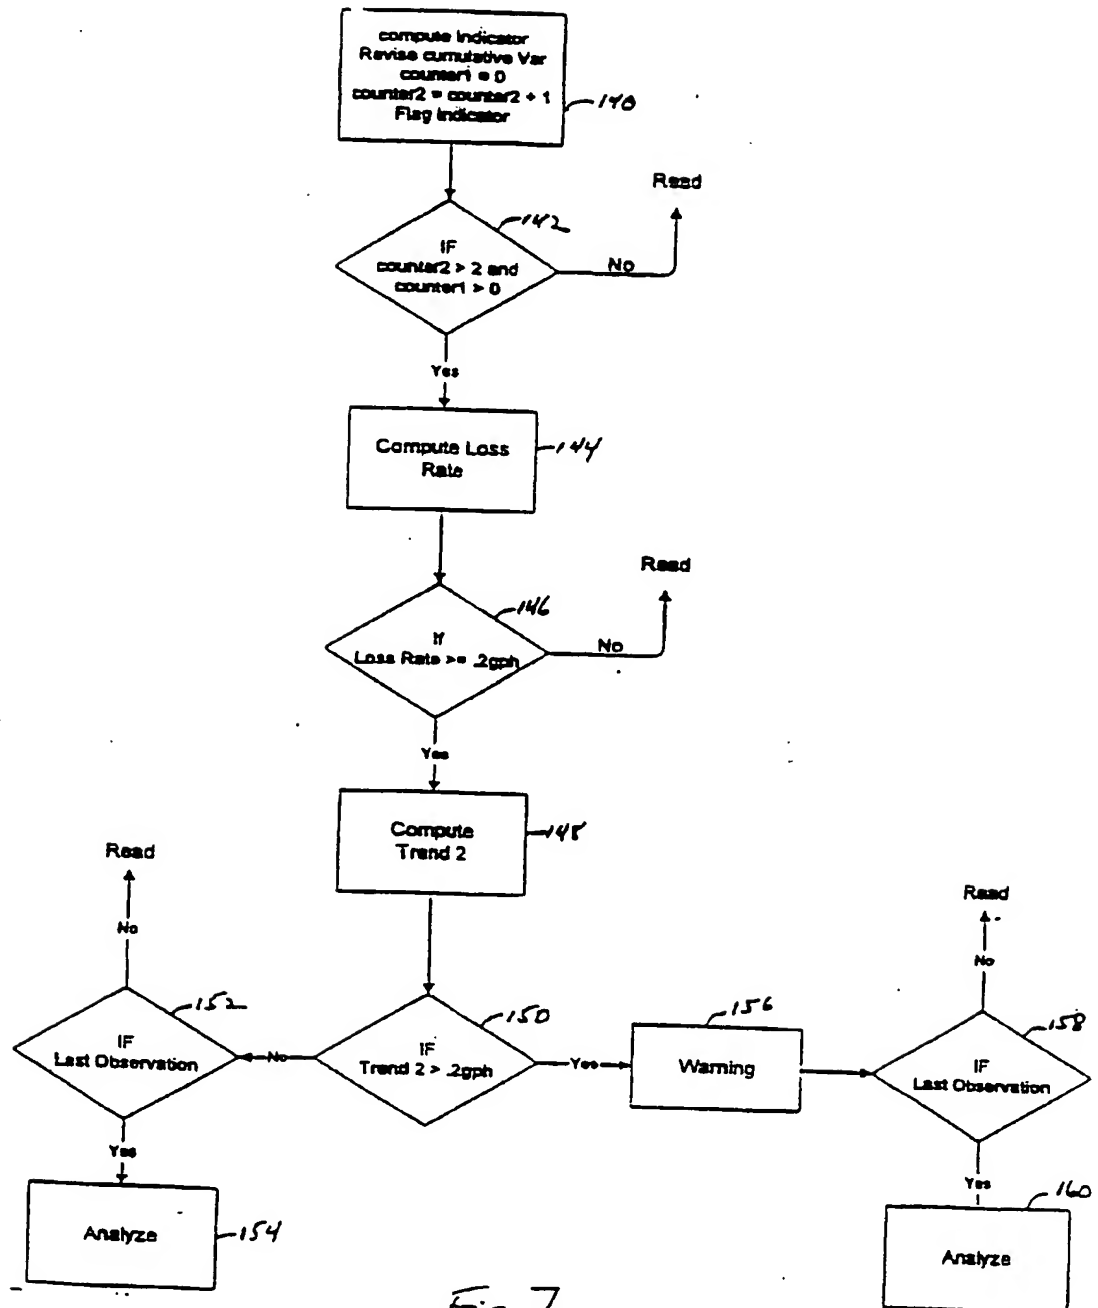 compute Indicator
Revise cumulative Var
counter1 = 0
counter2 = counter2 + 1
Flag Indicator
140
Read
142
IF
counter2 > 2 and
counter1 > 0
No
Yes
Compute Loss
Rate
144
Read
146
If
Loss Rate >= .2gph
No
Yes
Compute
Trend 2
148
Read
No
152
IF
Last Observation
No
150
IF
Trend 2 > .2gph
Yes
156
Warning
Read
No
158
IF
Last Observation
Yes
Analyze
154
Yes
160
Analyze
Fig 7